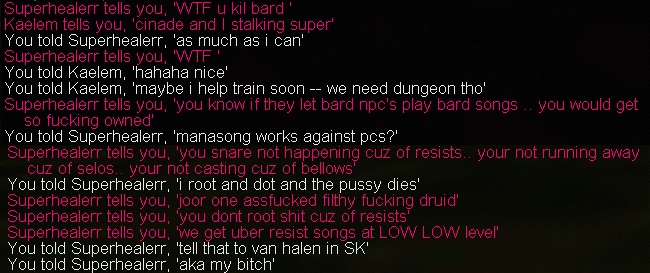 Superhealerr tells you, 'WTF u kil bard '
Kaelem tells you, 'cinade and I stalking super'
You told Superhealerr, 'as much as i can'
Superhealerr tells you, 'WTF '
You told Kaelem, 'hahaha nice'
You told Kaelem, 'maybe i help train soon -- we need dungeon tho'
Superhealerr tells you, 'you know if they let bard npc's play bard songs .. you would get
so fucking owned'
You told Superhealerr, 'manasong works against pcs?'
Superhealerr tells you, 'you snare not happening cuz of resists.. your not running away
cuz of selos.. your not casting cuz of bellows'
You told Superhealerr, 'i root and dot and the pussy dies'
Superhealerr tells you, 'joor one assfucked filthy fucking druid'
Superhealerr tells you, 'you dont root shit cuz of resists'
Superhealerr tells you, 'we get uber resist songs at LOW LOW level'
You told Superhealerr, 'tell that to van halen in SK'
You told Superhealerr, 'aka my bitch'